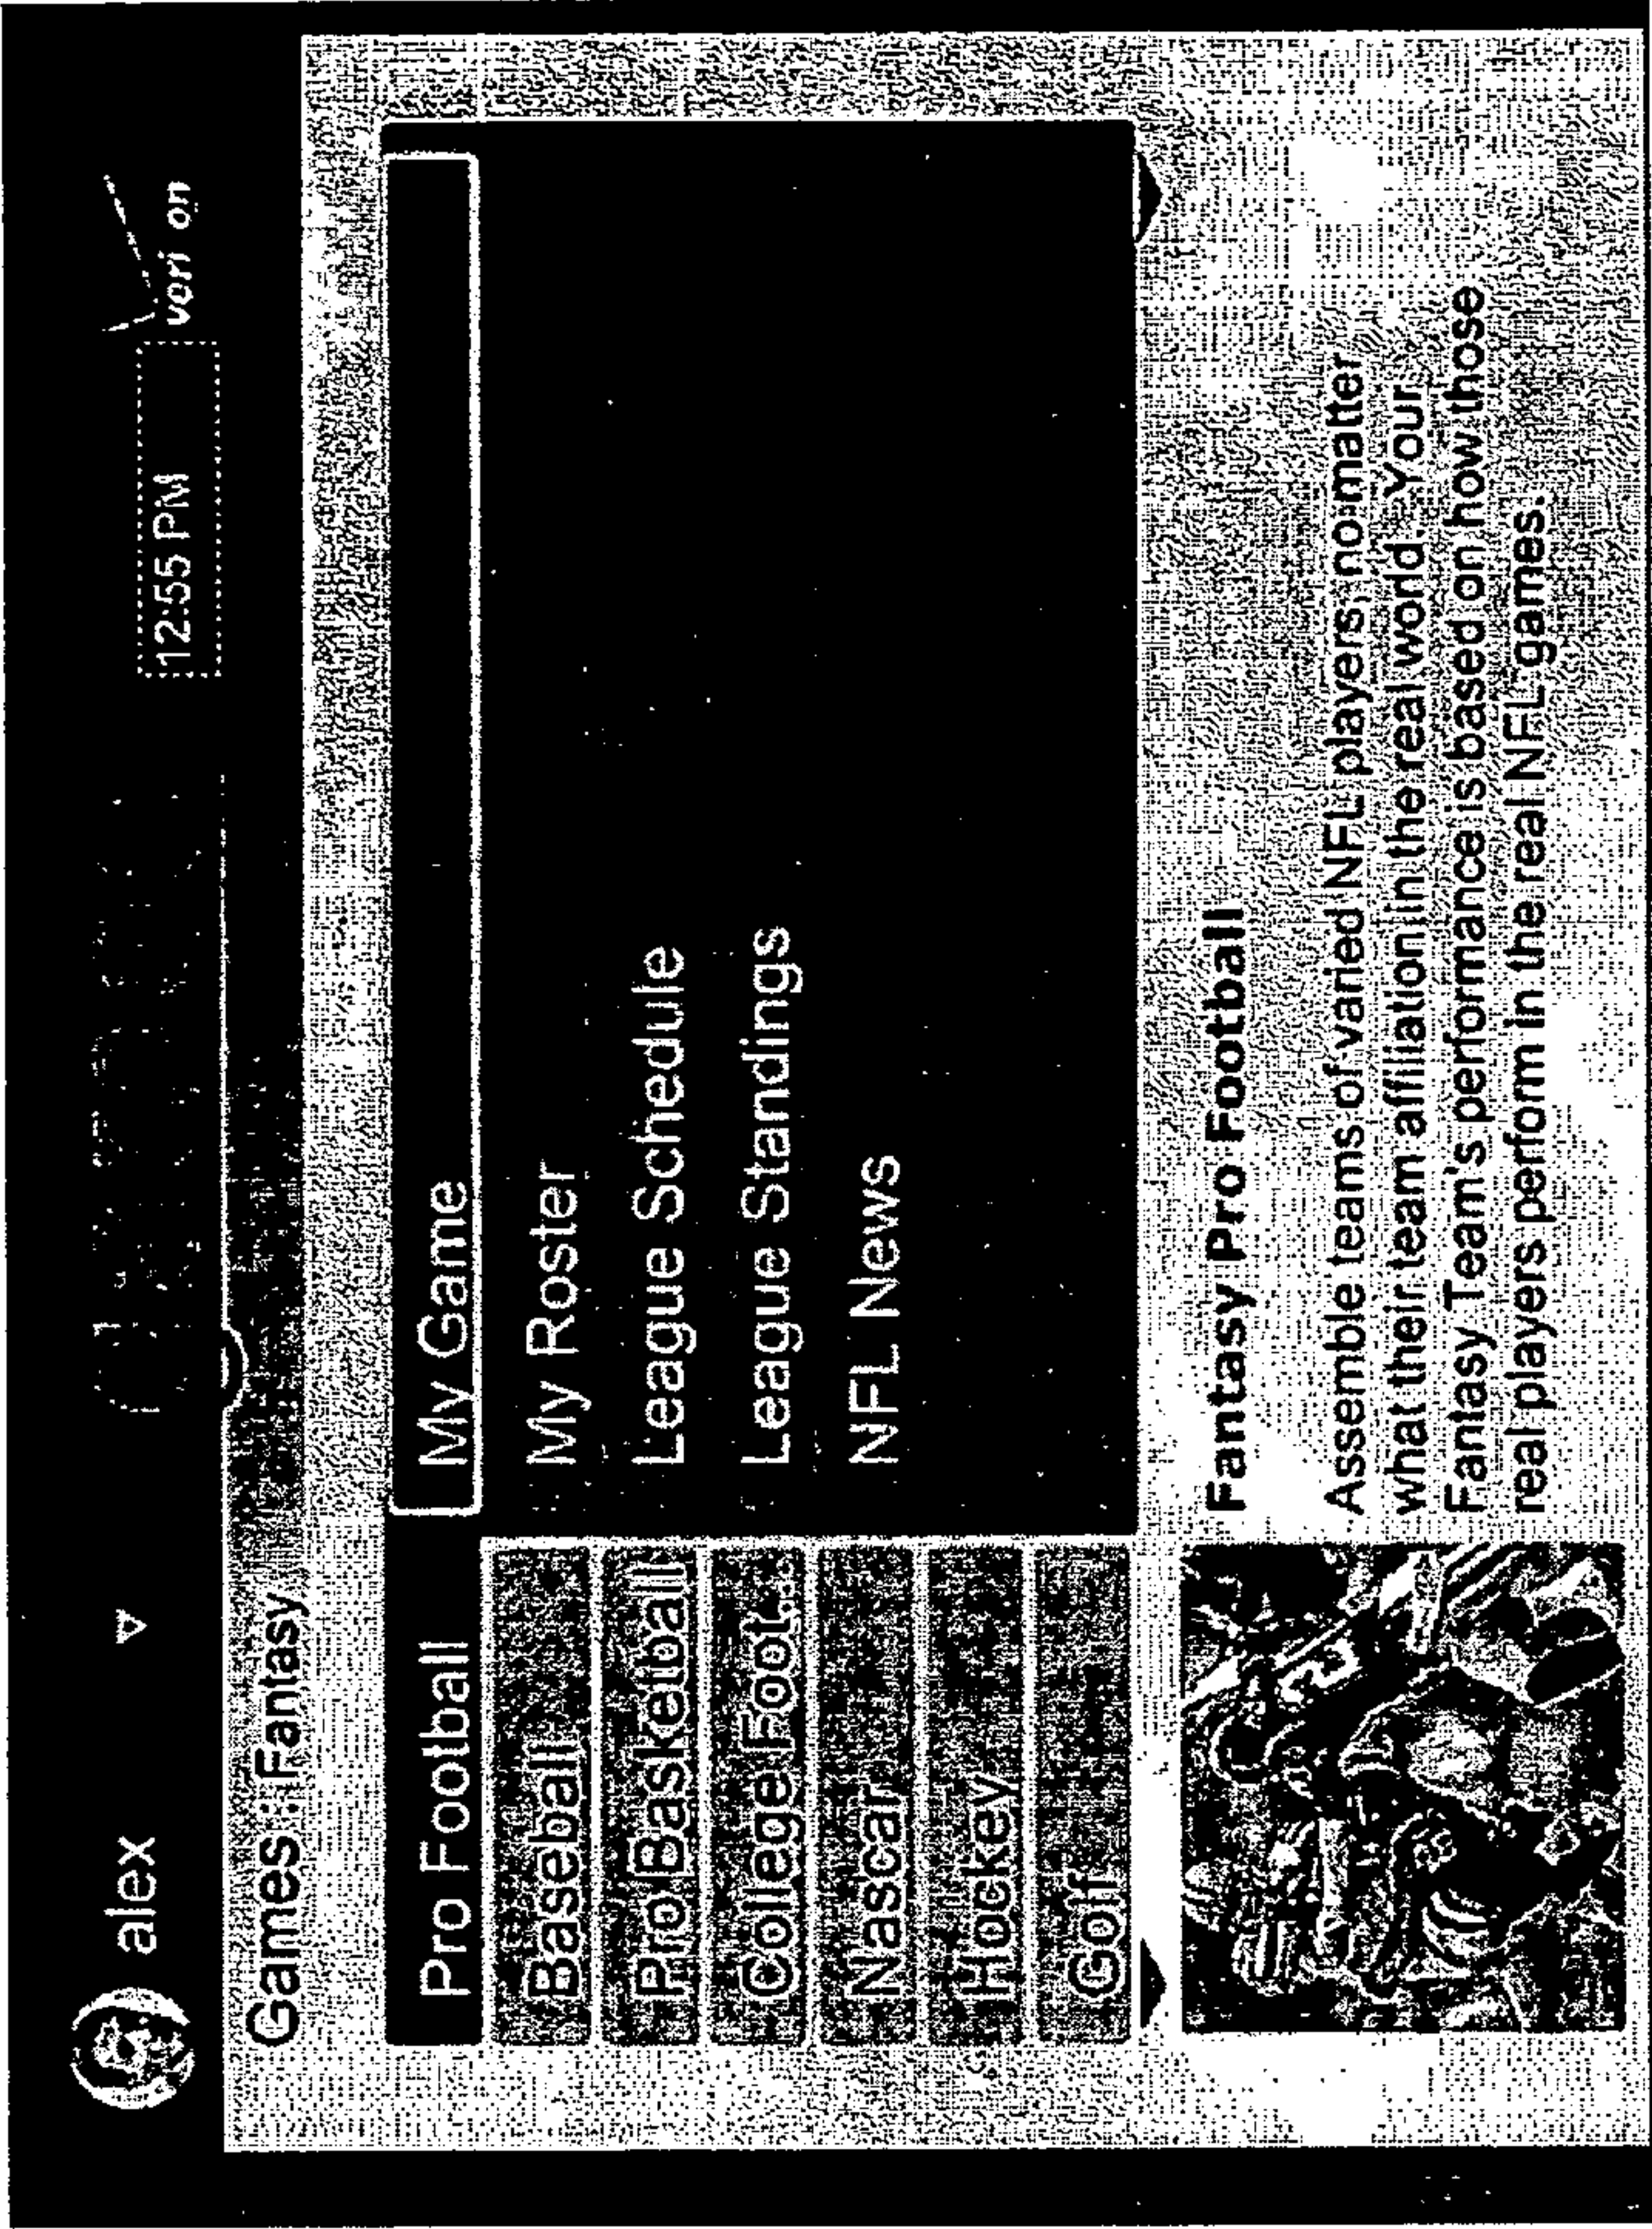 alex
12:55 PM
veri on
Games : Fantasy
Pro Football
Baseball
Pro Basketball
College Foot...
Nascar
Hockey
Golf
My Game
My Roster
League Schedule
League Standings
NFL News
Fantasy Pro Football
Assemble teams of varied NFL players, no matter
what their team affiliation in the real world. Your
Fantasy Team's performance is based on how those
real players perform in the real NFL games.